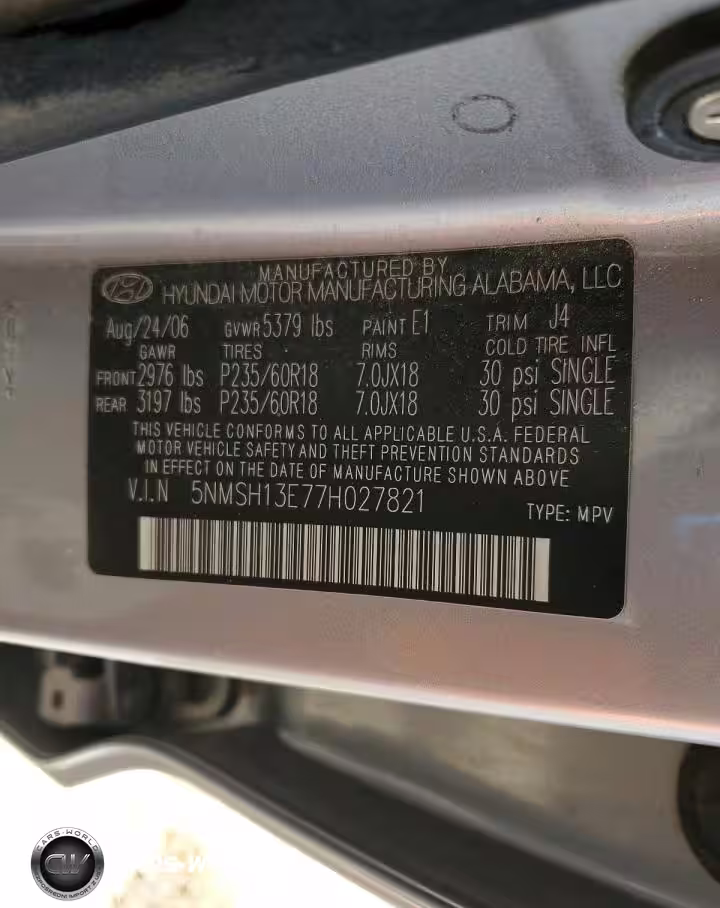 MANUFACTURED BY
HYUNDAI MOTOR MANUFACTURING ALABAMA, LLC
Aug/24/06 GVWR 5379 lbs PAINT E1 TRIM J4
GAWR TIRES RIMS COLD TIRE INFL
FRONT 2976 lbs P235/60R18 7.0JX18 30 psi SINGLE
REAR 3197 lbs P235/60R18 7.0JX18 30 psi SINGLE
THIS VEHICLE CONFORMS TO ALL APPLICABLE U.S.A. FEDERAL
MOTOR VEHICLE SAFETY AND THEFT PREVENTION STANDARDS
IN EFFECT ON THE DATE OF MANUFACTURE SHOWN ABOVE
V.I.N 5NMSH13E77H027821
TYPE: MPV
CARS-WORLD
CW